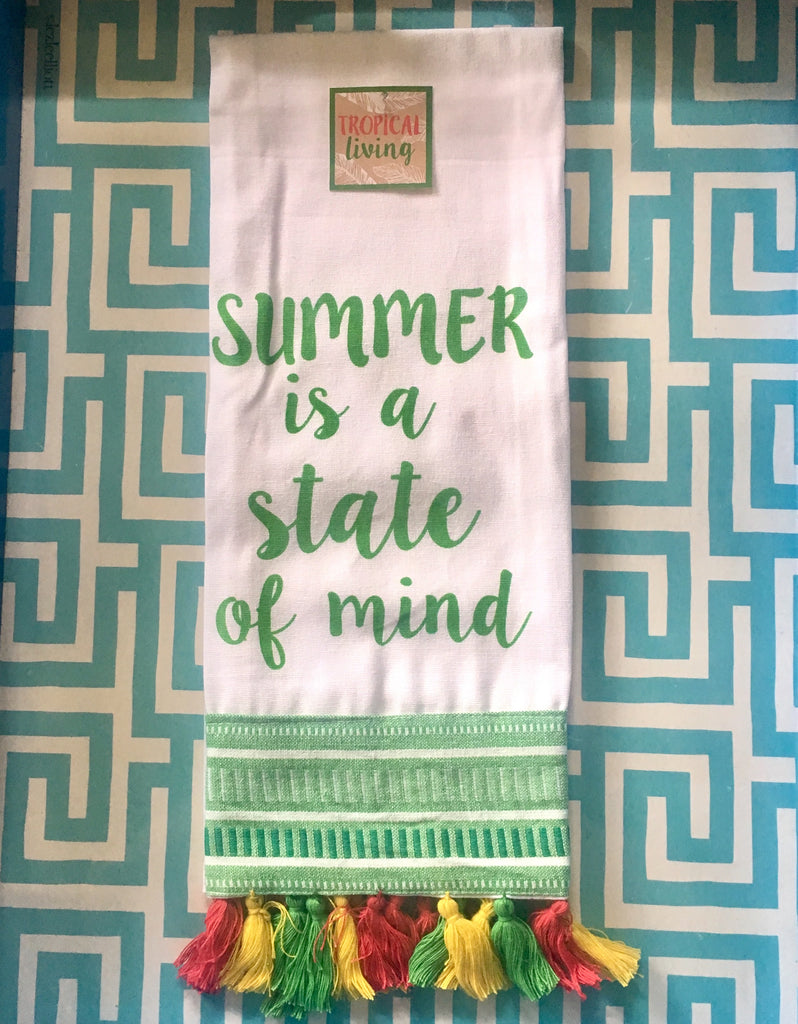 TROPICAL
living
SUMMER
is a
state
of mind